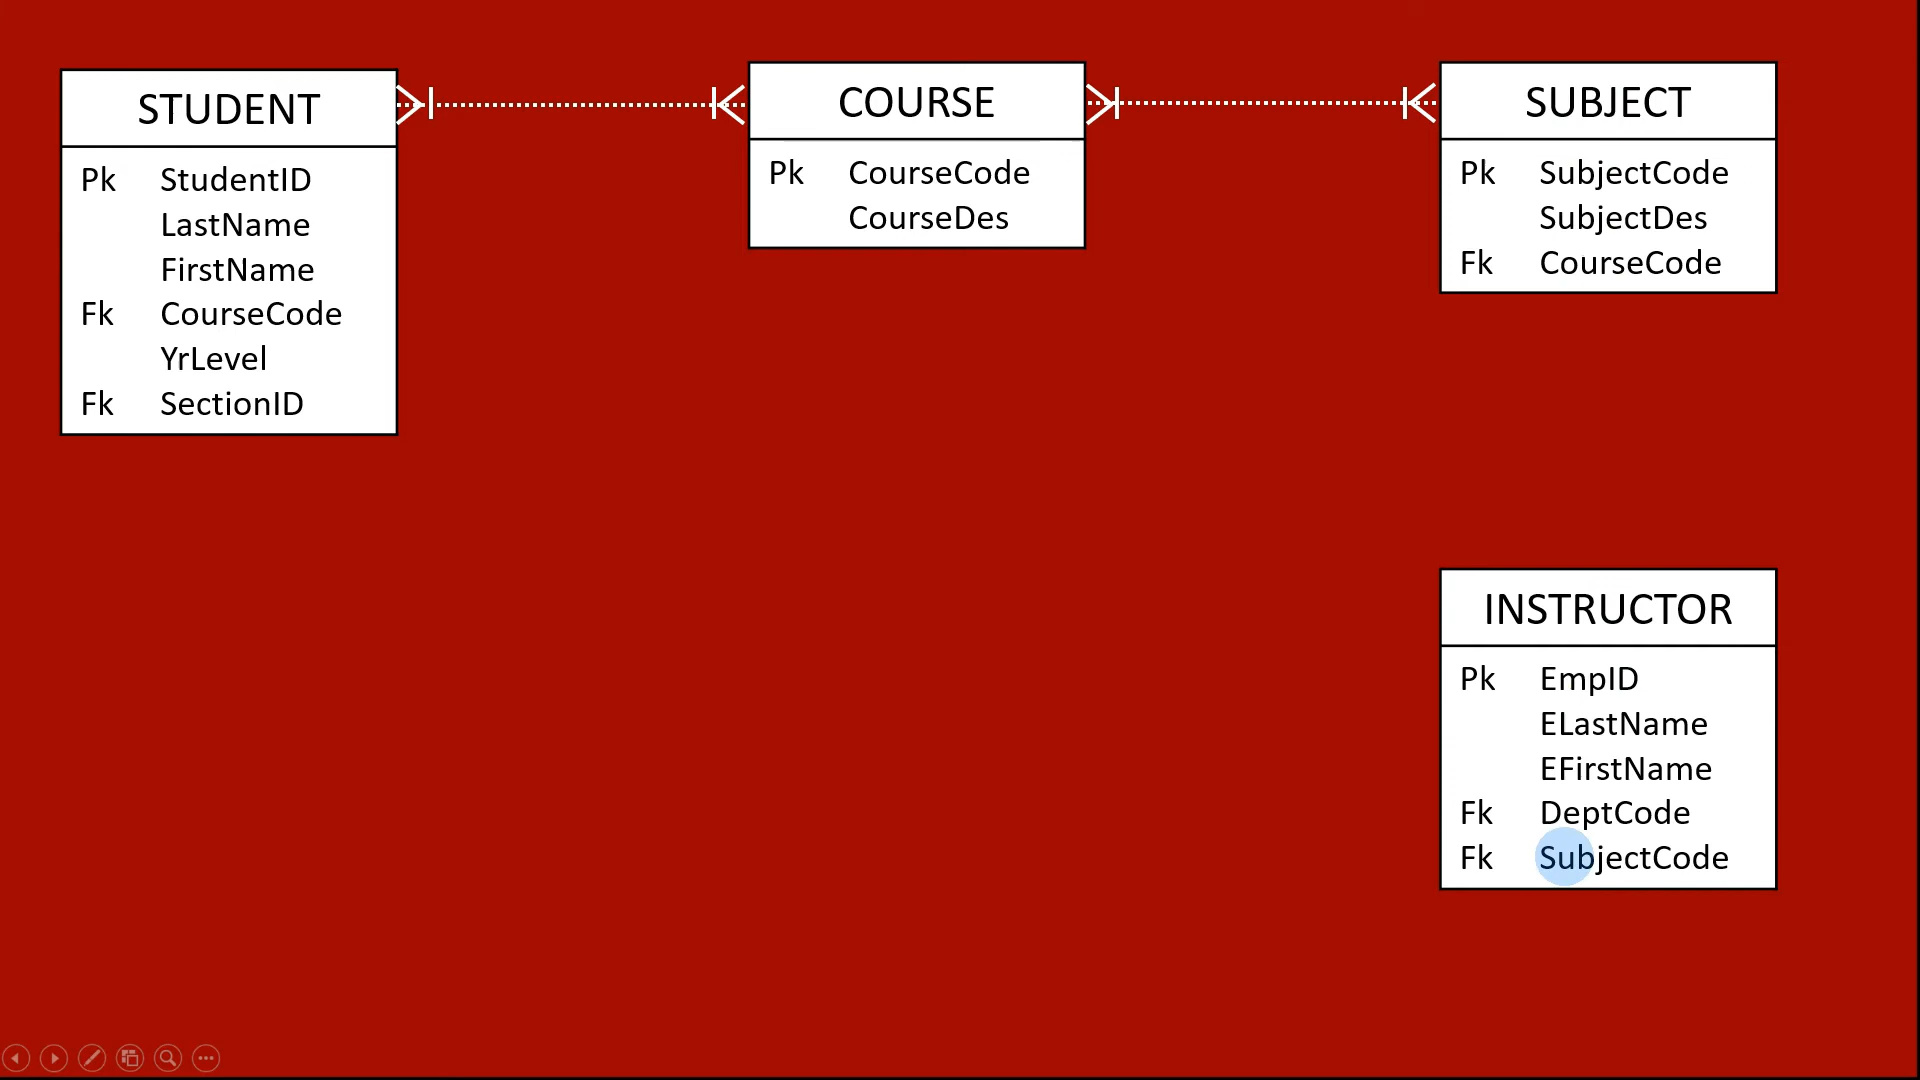 STUDENT
Pk StudentID
LastName
FirstName
Fk CourseCode
YrLevel
Fk SectionID
COURSE
Pk CourseCode
CourseDes
SUBJECT
Pk SubjectCode
SubjectDes
Fk CourseCode
INSTRUCTOR
Pk EmpID
ELastName
EFirstName
Fk DeptCode
Fk SubjectCode